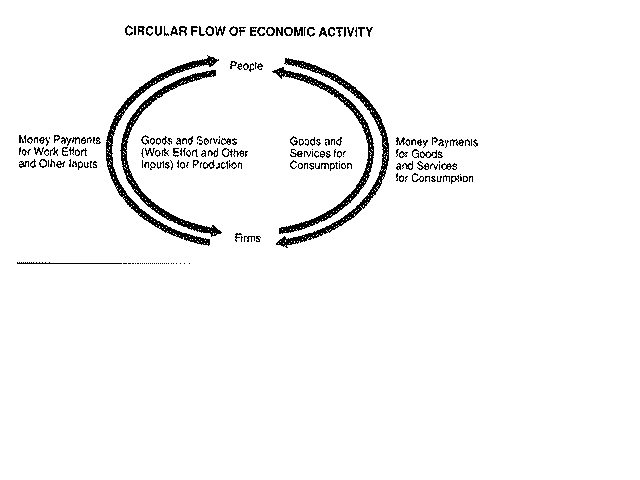 CIRCULAR FLOW OF ECONOMIC ACTIVITY
People
Money Payments
for Work Effort
and Other Inputs
Goods and Services
(Work Effort and Other
Inputs) for Production
Goods and
Services for
Consumption
Money Payments
for Goods
and Services
for Consumption
Firms